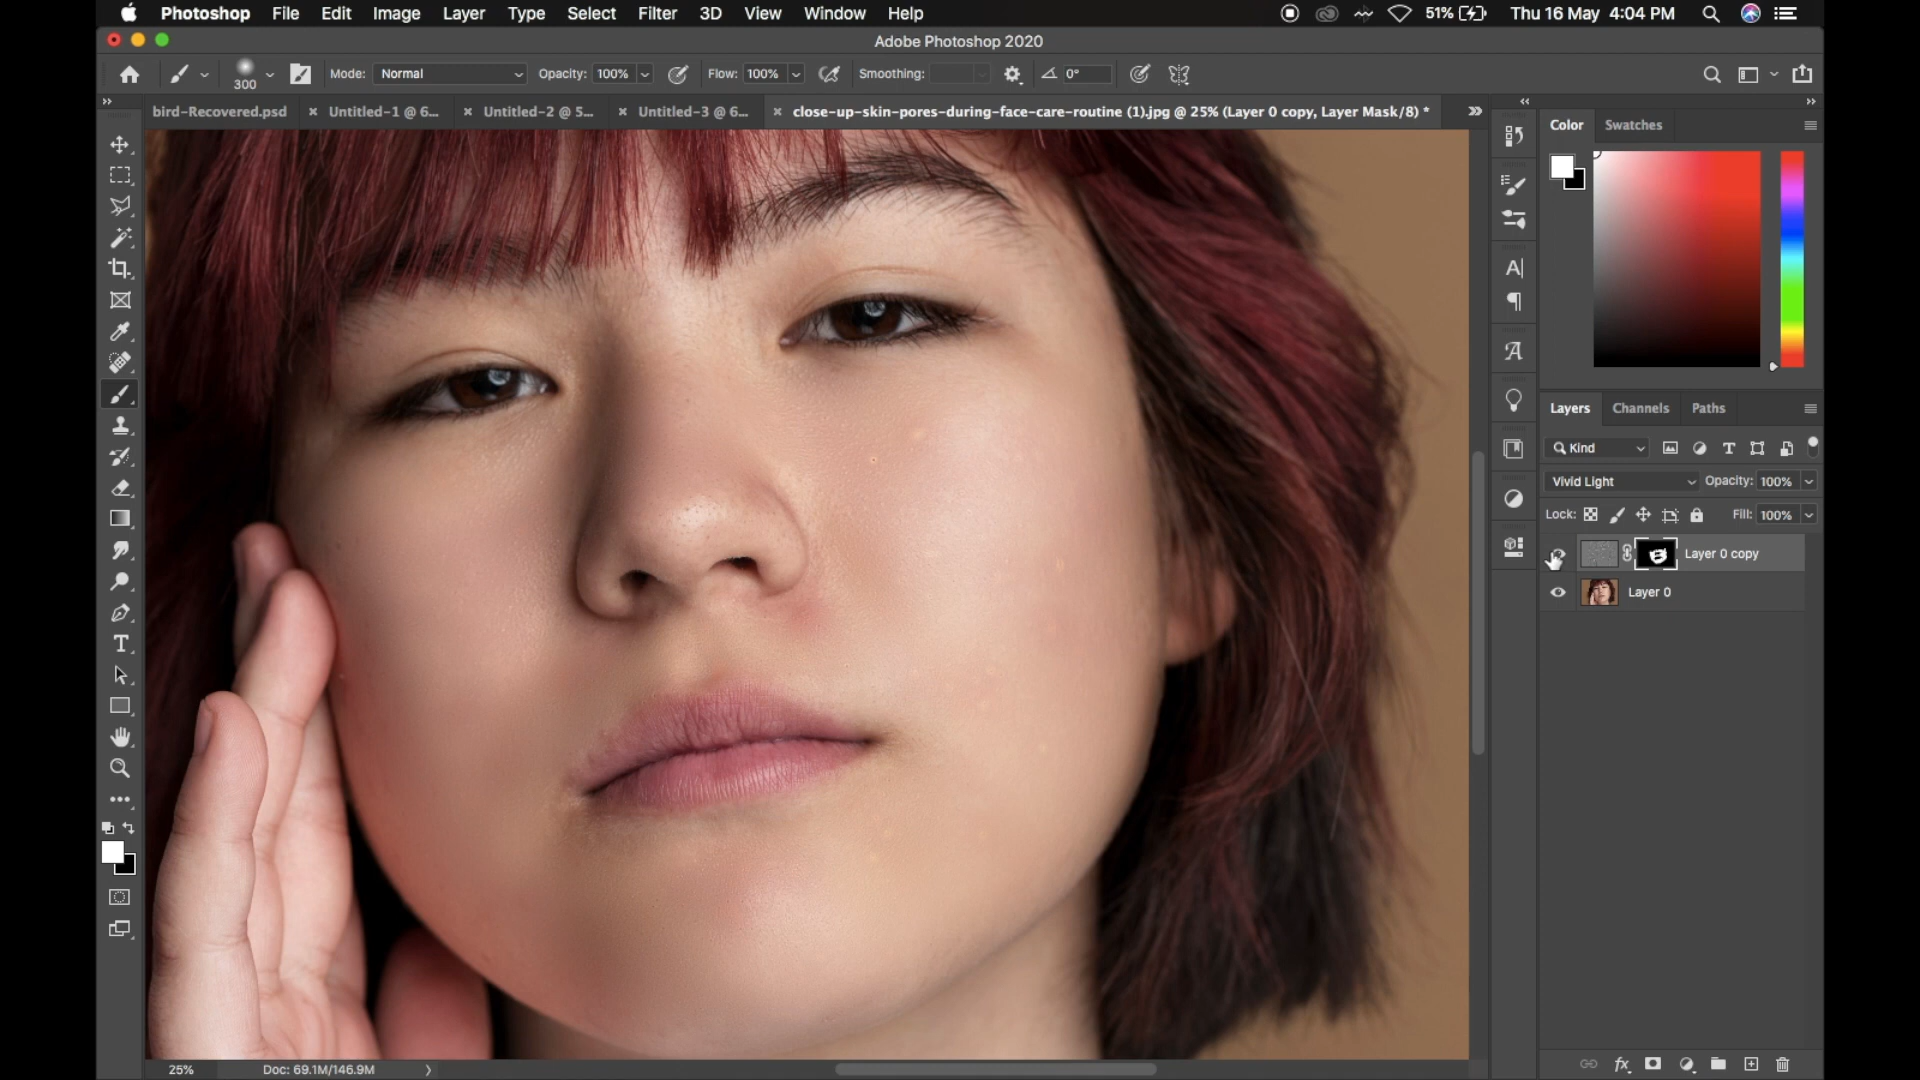 Photoshop File Edit Image Layer Type Select Filter 3D View Window Help 51% Thu 16 May 4:04 PM
Adobe Photoshop 2020
300 Mode: Normal Opacity: 100% Flow: 100% Smoothing: 0°
bird-Recovered.psd × Untitled-1 @ 6... × Untitled-2 @ 5... × Untitled-3 @ 6... × close-up-skin-pores-during-face-care-routine (1).jpg @ 25% (Layer 0 copy, Layer Mask/8) *
Color Swatches
Layers Channels Paths
Kind
Vivid Light Opacity: 100%
Lock: Fill: 100%
Layer 0 copy
Layer 0
25% Doc: 69.1M/146.9M